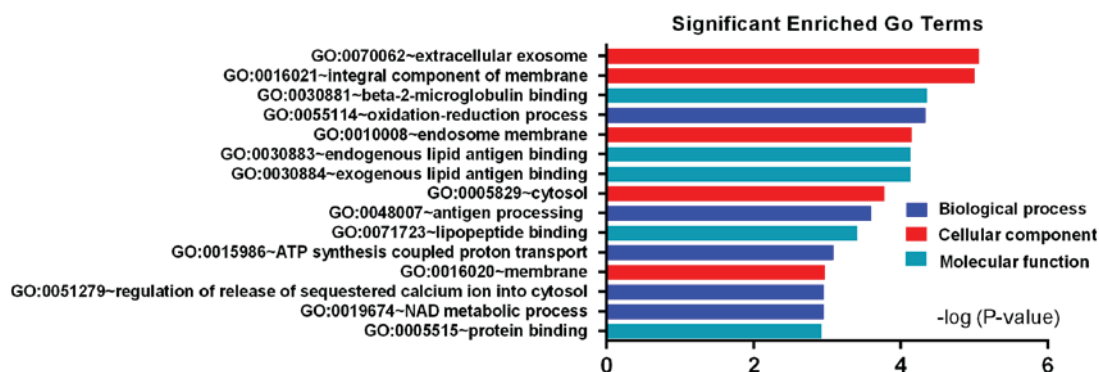 Significant Enriched Go Terms
GO:0070062~extracellular exosome
GO:0016021~integral component of membrane
GO:0030881~beta-2-microglobulin binding
GO:0055114~oxidation-reduction process
GO:0010008~endosome membrane
GO:0030883~endogenous lipid antigen binding
GO:0030884~exogenous lipid antigen binding
GO:0005829~cytosol
GO:0048007~antigen processing
GO:0071723~lipopeptide binding
GO:0015986~ATP synthesis coupled proton transport
GO:0016020~membrane
GO:0051279~regulation of release of sequestered calcium ion into cytosol
GO:0019674~NAD metabolic process
GO:0005515~protein binding
Biological process
Cellular component
Molecular function
-log (P-value)
0 2 4 6